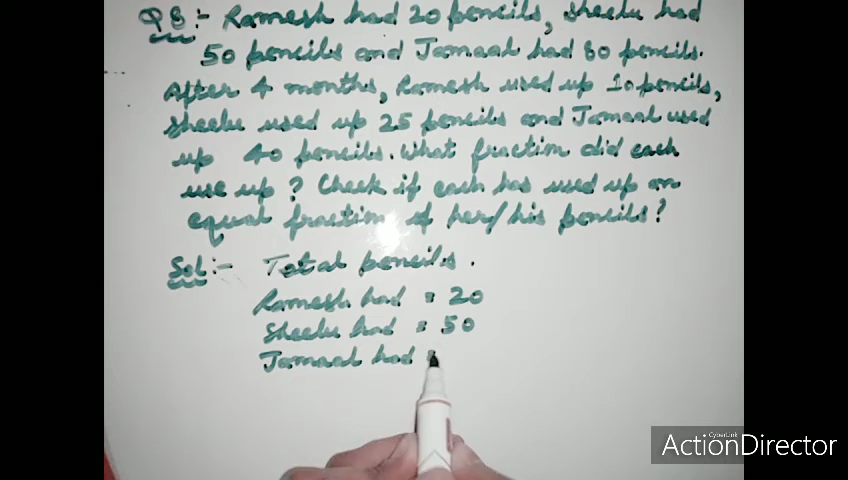 Q8:- Ramesh had 20 pencils, Sheelu had
50 pencils and Jamaal had 80 pencils.
After 4 months, Ramesh used up 10 pencils,
Sheelu used up 25 pencils and Jamaal used
up 40 pencils. What fraction did each
use up? Check if each has used up an
equal fraction of her/his pencils?
Sol:- Total pencils.
Ramesh had = 20
Sheelu had = 50
Jamaal had =
CyberLink
ActionDirector